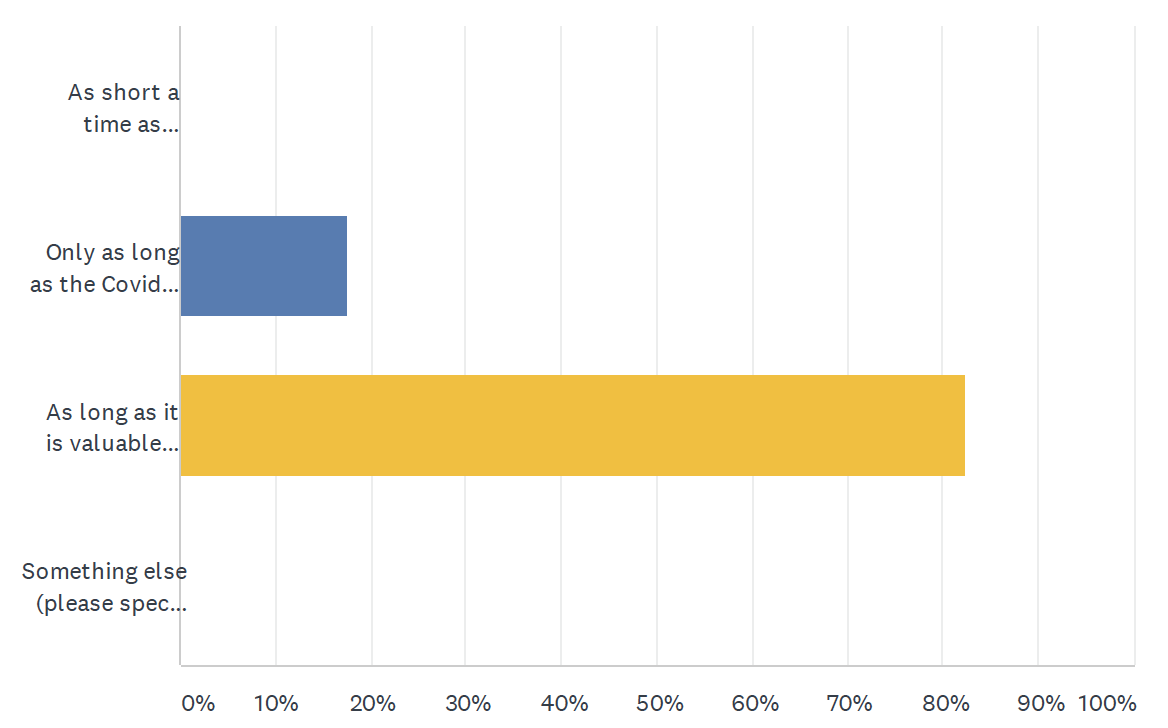 As short a
time as...
Only as long
as the Covid...
As long as it
is valuable...
Something else
(please spec...
0% 10% 20% 30% 40% 50% 60% 70% 80% 90% 100%